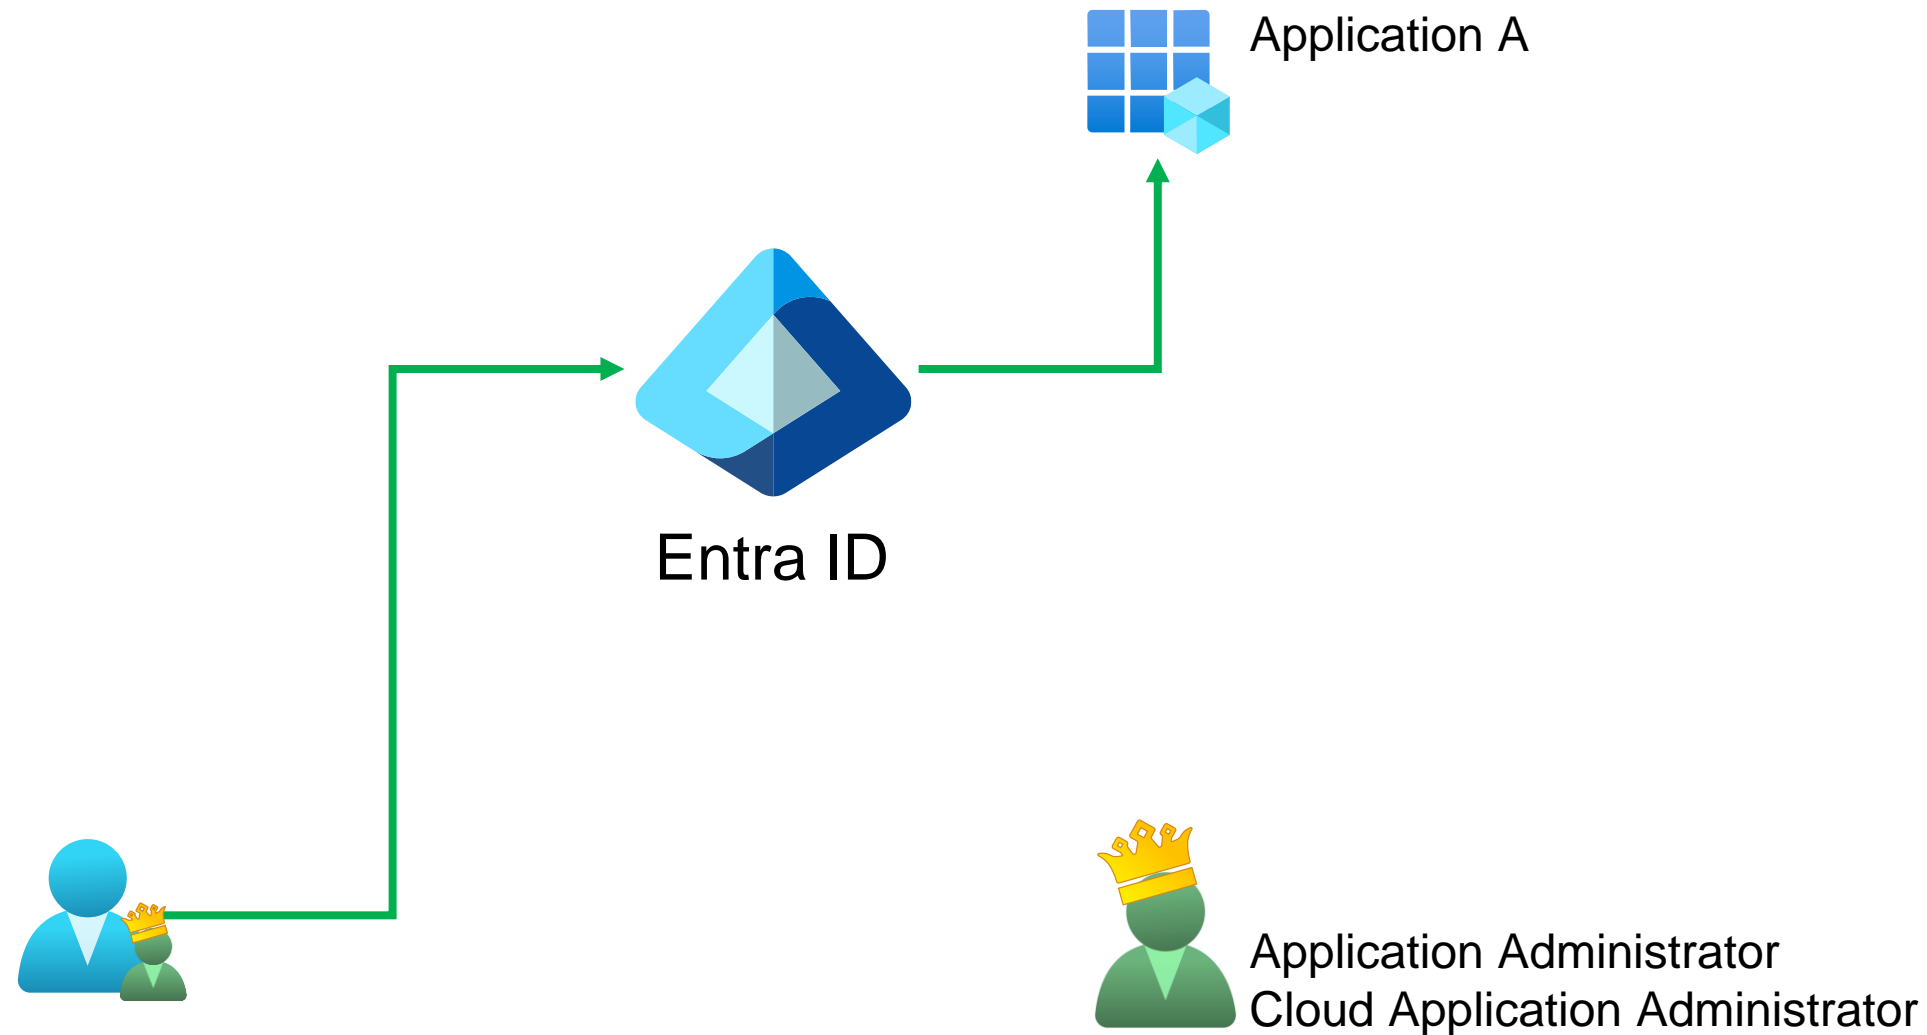 Application A
Entra ID
Application Administrator
Cloud Application Administrator